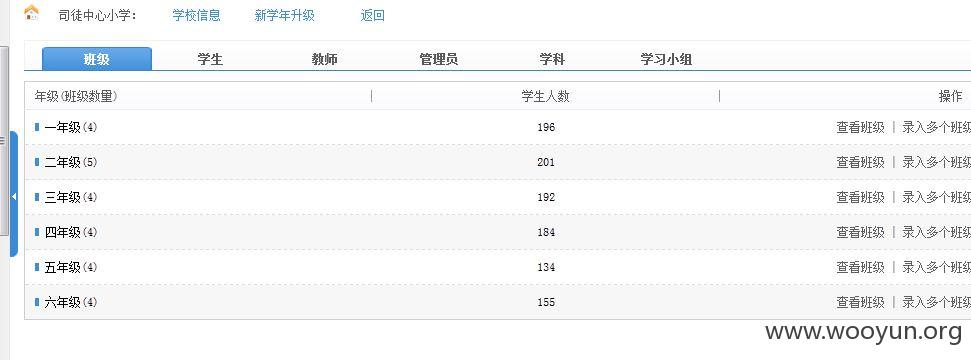 司徒中心小学： 学校信息 新学年升级 返回
班级 学生 教师 管理员 学科 学习小组
年级(班级数量) | 学生人数 | 操作
一年级(4) 196 查看班级 | 录入多个班级
二年级(5) 201 查看班级 | 录入多个班级
三年级(4) 192 查看班级 | 录入多个班级
四年级(4) 184 查看班级 | 录入多个班级
五年级(4) 134 查看班级 | 录入多个班级
六年级(4) 155 查看班级 | 录入多个班级
www.wooyun.org